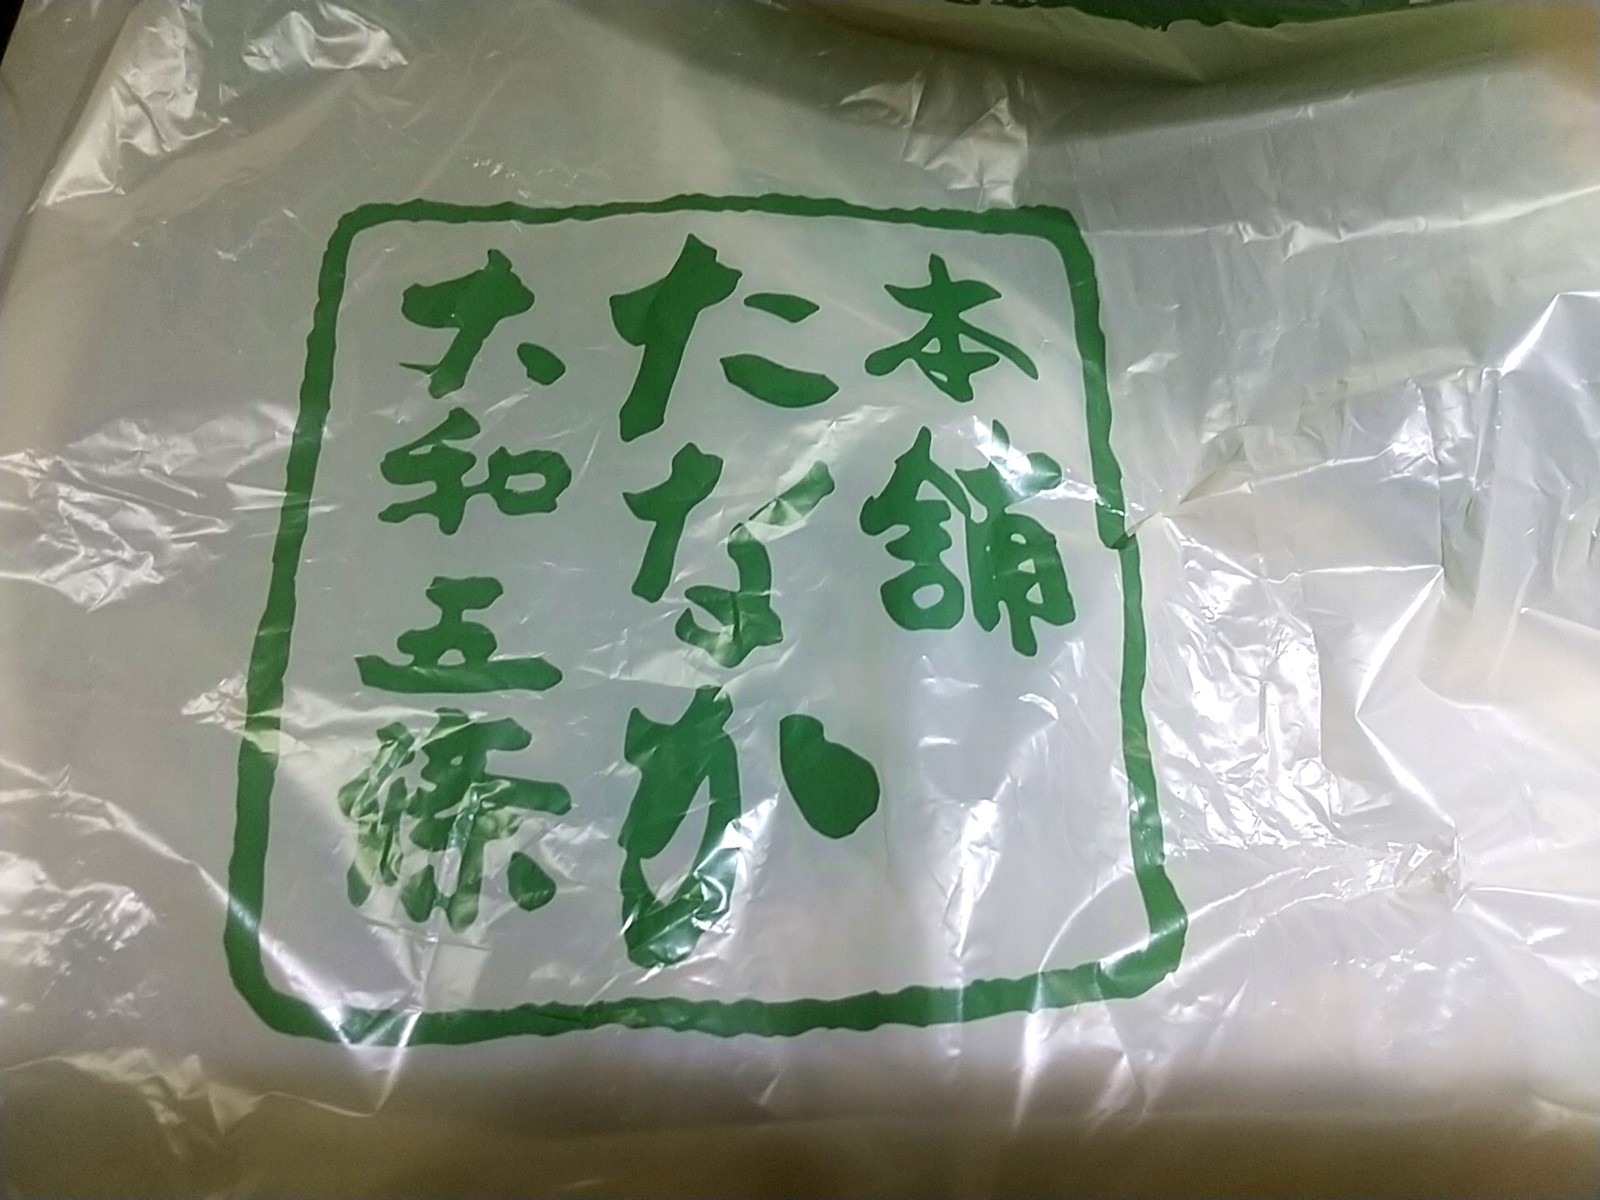 本舗
たなか
大和五條